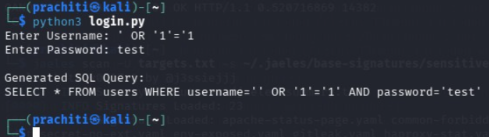 ┌──(prachiti㉿kali)-[~]
└─$ python3 login.py
Enter Username: ' OR '1'='1
Enter Password: test
Generated SQL Query:
SELECT * FROM users WHERE username='' OR '1'='1' AND password='test'
┌──(prachiti㉿kali)-[~]
└─$